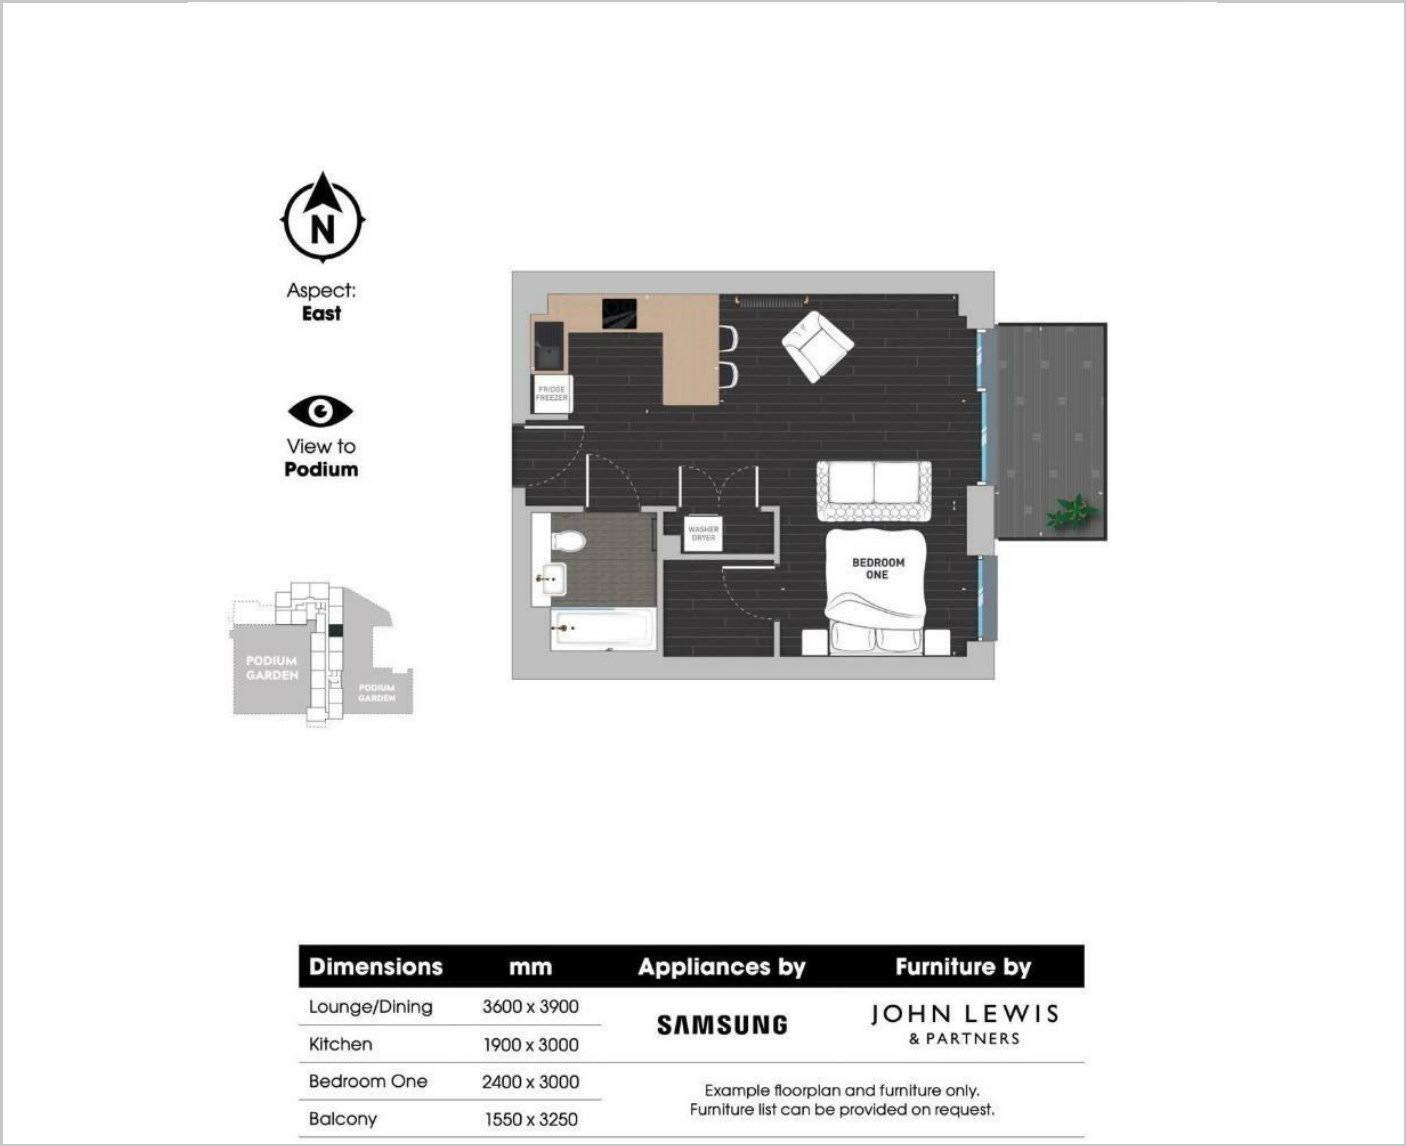 N
Aspect:
East
View to
Podium
FRIDGE
FREEZER
WASHER
DRYER
BEDROOM
ONE
PODIUM
GARDEN
PODIUM
GARDEN
Dimensions mm Appliances by Furniture by
Lounge/Dining 3600 x 3900
SAMSUNG
JOHN LEWIS
& PARTNERS
Kitchen 1900 x 3000
Bedroom One 2400 x 3000
Balcony 1550 x 3250
Example floorplan and furniture only.
Furniture list can be provided on request.